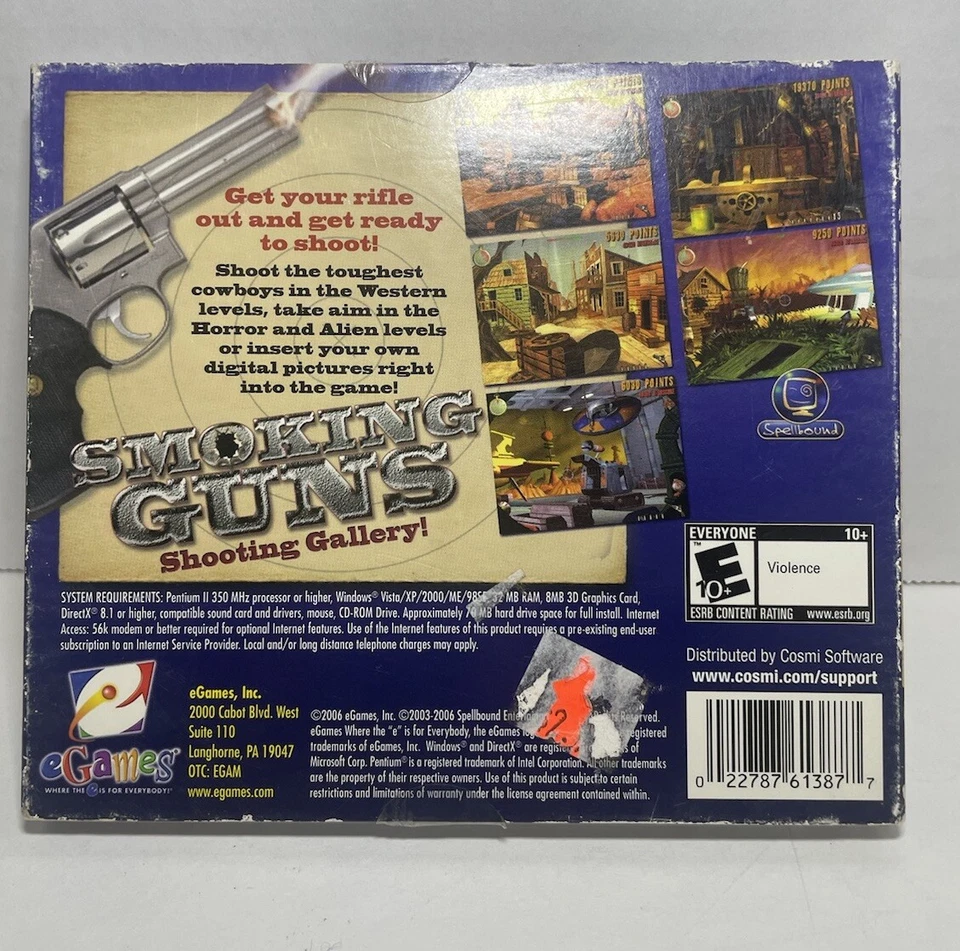 Get your rifle
out and get ready
to shoot!
Shoot the toughest
cowboys in the Western
levels, take aim in the
Horror and Alien levels
or insert your own
digital pictures right
into the game!
SMOKING
GUNS
Shooting Gallery!
19370 POINTS
POINTS
9250 POINTS
6030 POINTS
Spellbound
EVERYONE 10+
™
E
10+
Violence
ESRB CONTENT RATING www.esrb.org
SYSTEM REQUIREMENTS: Pentium II 350 MHz processor or higher, Windows® Vista/XP/2000/ME/98SE, 32 MB RAM, 8MB 3D Graphics Card,
DirectX® 8.1 or higher, compatible sound card and drivers, mouse, CD-ROM Drive. Approximately MB hard drive space for full install. Internet
Access: 56k modem or better required for optional Internet features. Use of the Internet features of this product requires a pre-existing end-user
subscription to an Internet Service Provider. Local and/or long distance telephone charges may apply.
Distributed by Cosmi Software
www.cosmi.com/support
eGames
WHERE THE e IS FOR EVERYBODY!
eGames, Inc.
2000 Cabot Blvd. West
Suite 110
Langhorne, PA 19047
OTC: EGAM
www.egames.com
©2006 eGames, Inc. ©2003-2006 Spellbound Reserved.
eGames Where the "e" is for Everybody, the eGames
trademarks of eGames, Inc. Windows® and DirectX® are of
Microsoft Corp. Pentium® is a registered trademark of Intel Corporation. All other trademarks
are the property of their respective owners. Use of this product is subject to certain
restrictions and limitations of warranty under the license agreement contained within.
0 22787 61387 7